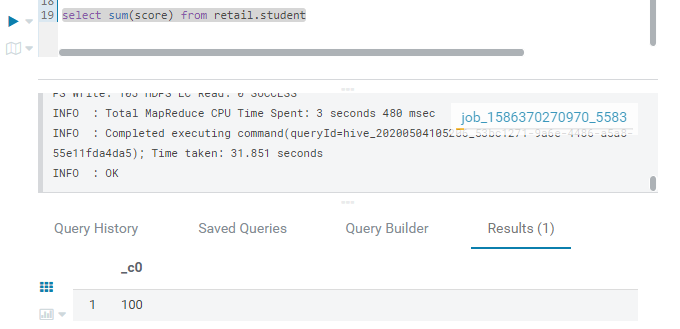 18
19 select sum(score) from retail.student
INFO : Total MapReduce CPU Time Spent: 3 seconds 480 msec
job_1586370270970_5583
INFO : Completed executing command(queryId=hive_20200504105
55e11fda4da5); Time taken: 31.851 seconds
INFO : OK
Query History Saved Queries Query Builder Results (1)
_c0
1 100